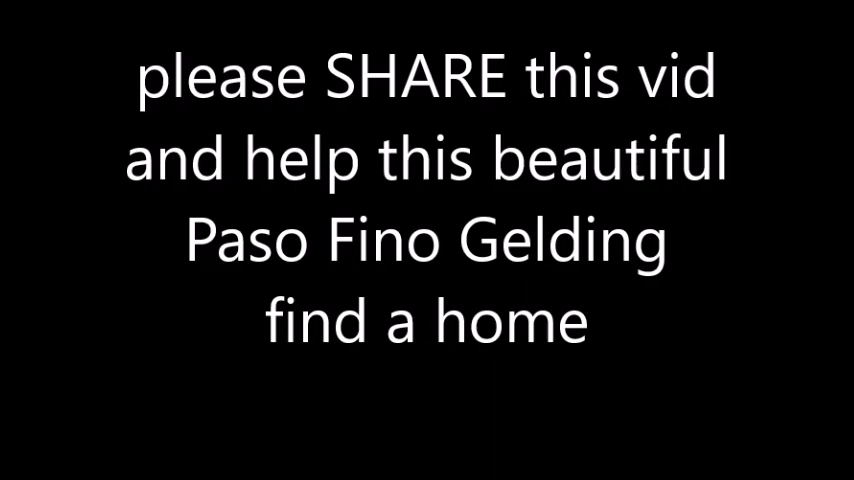 please SHARE this vid
and help this beautiful
Paso Fino Gelding
find a home